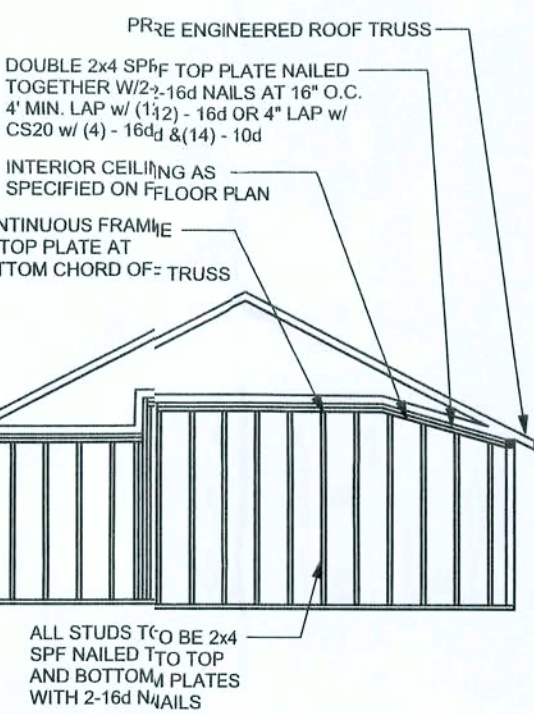 PRE ENGINEERED ROOF TRUSS
DOUBLE 2x4 SPF TOP PLATE NAILED
TOGETHER W/2-16d NAILS AT 16" O.C.
4' MIN. LAP w/ (12) - 16d OR 4" LAP w/
CS20 w/ (4) - 16d &(14) - 10d
INTERIOR CEILING AS
SPECIFIED ON FLOOR PLAN
NTINUOUS FRAME
TOP PLATE AT
TTOM CHORD OF TRUSS
ALL STUDS TO BE 2x4
SPF NAILED TO TOP
AND BOTTOM PLATES
WITH 2-16d NAILS